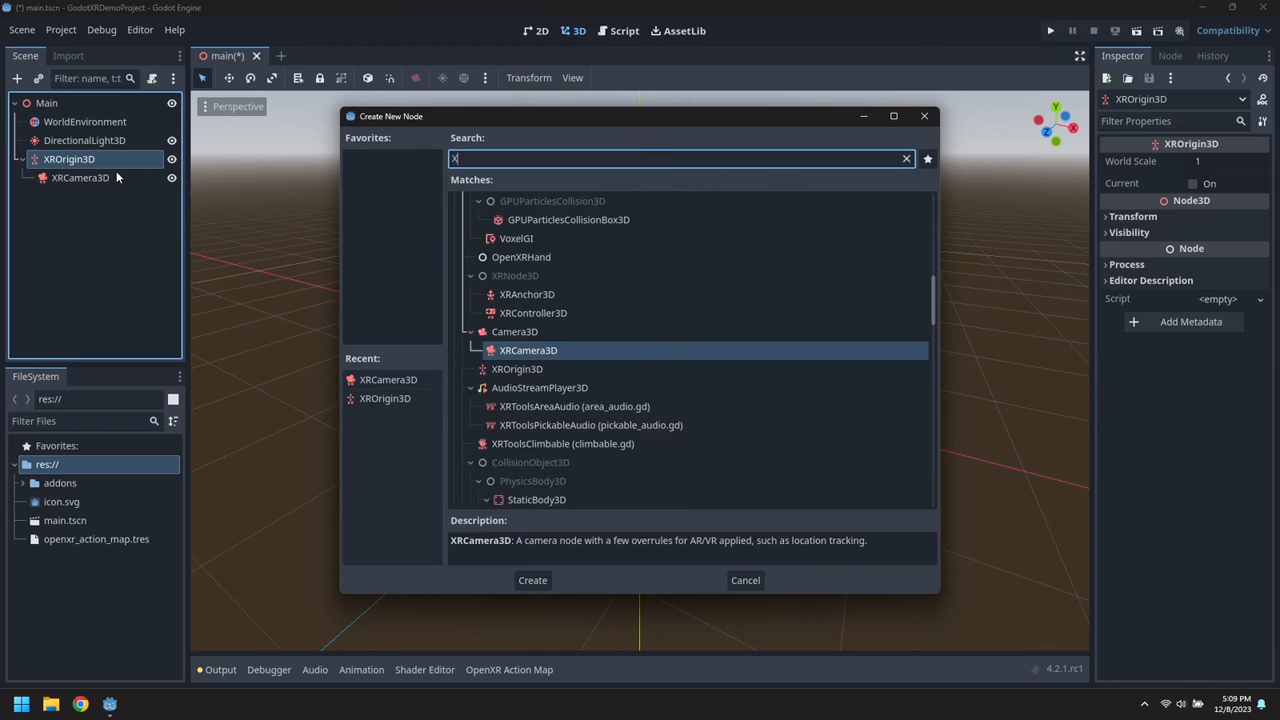 (*) main.tscn - GodotXRDemoProject - Godot Engine
Scene Project Debug Editor Help
2D 3D Script AssetLib
Compatibility
Scene Import
main(*)
Inspector Node History
Filter: name, t:t
Transform View
Perspective
Main
WorldEnvironment
DirectionalLight3D
XROrigin3D
XRCamera3D
Create New Node
Favorites:
Search:
X
Matches:
GPUParticlesCollision3D
GPUParticlesCollisionBox3D
VoxelGI
OpenXRHand
XRNode3D
XRAnchor3D
XRController3D
Camera3D
XRCamera3D
XROrigin3D
AudioStreamPlayer3D
XRToolsAreaAudio (area_audio.gd)
XRToolsPickableAudio (pickable_audio.gd)
XRToolsClimbable (climbable.gd)
CollisionObject3D
PhysicsBody3D
StaticBody3D
Recent:
XRCamera3D
XROrigin3D
Description:
XRCamera3D: A camera node with a few overrules for AR/VR applied, such as location tracking.
Create Cancel
XROrigin3D
Filter Properties
XROrigin3D
World Scale 1
Current On
Node3D
Transform
Visibility
Node
Process
Editor Description
Script <empty>
Add Metadata
FileSystem
res://
Filter Files
Favorites:
res://
addons
icon.svg
main.tscn
openxr_action_map.tres
Output Debugger Audio Animation Shader Editor OpenXR Action Map
4.2.1.rc1
X Y Z
5:09 PM
12/8/2023